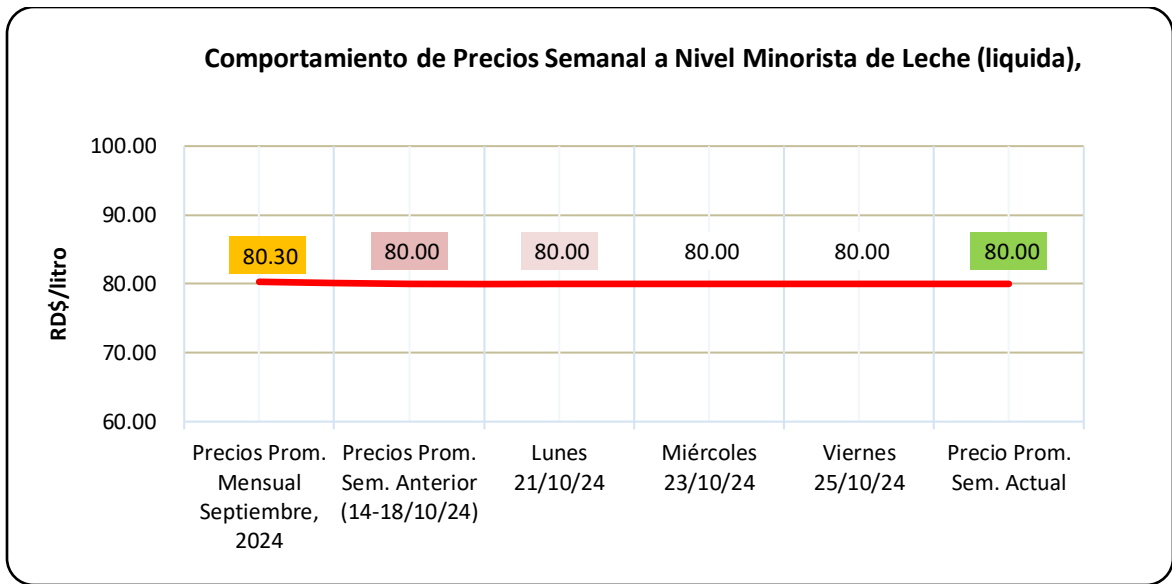 Comportamiento de Precios Semanal a Nivel Minorista de Leche (liquida),
RD$/litro
100.00
90.00
80.00
70.00
60.00
80.30
80.00
80.00
80.00
80.00
80.00
Precios Prom.
Mensual
Septiembre,
2024
Precios Prom.
Sem. Anterior
(14-18/10/24)
Lunes
21/10/24
Miércoles
23/10/24
Viernes
25/10/24
Precio Prom.
Sem. Actual